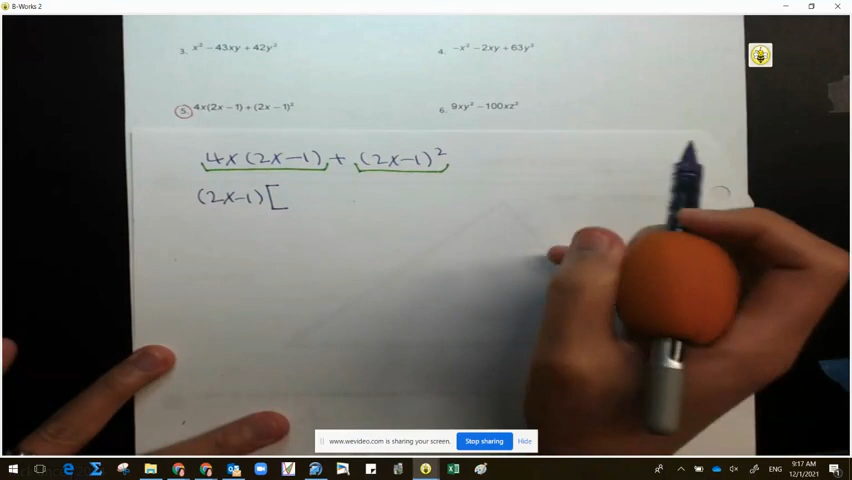 B-Works 2
3. x² − 43xy + 42y²
4. −x² − 2xy + 63y²
5. 4x(2x − 1) + (2x − 1)²
6. 9xy² − 100xz²
4x(2x−1) + (2x−1)²
(2x−1)[
www.wevideo.com is sharing your screen.
Stop sharing
Hide
9:17 AM
12/1/2021